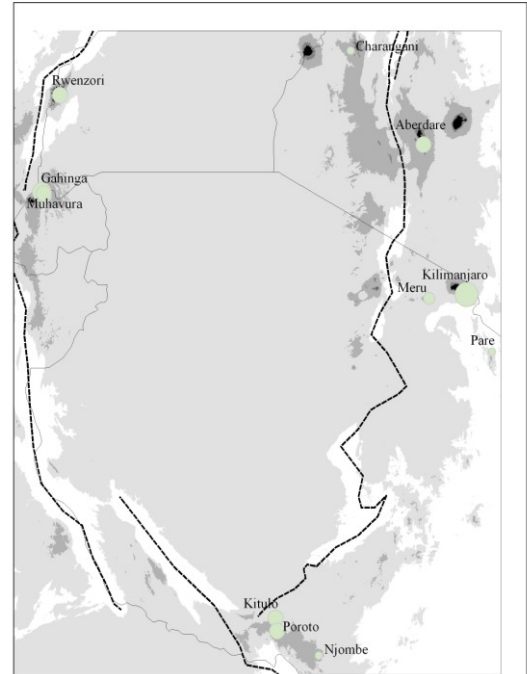 Charangani
Rwenzori
Aberdare
Gahinga
Muhavura
Kilimanjaro
Meru
Pare
Kitulo
Poroto
Njombe